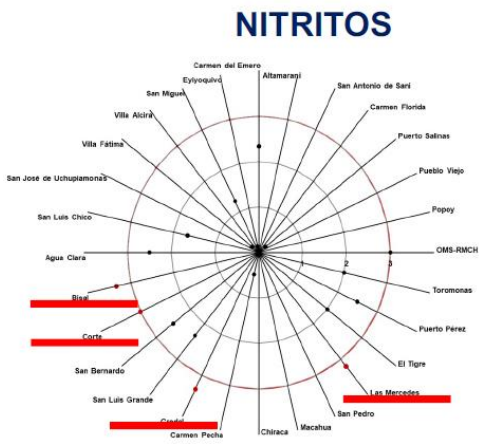 NITRITOS
Carmen del Emero
Altamarani
Eyiyoquivo
San Antonio de Sani
San Miguel
Carmen Florida
Villa Alcira
Puerto Salinas
Villa Fátima
Pueblo Viejo
San José de Uchupiamonas
Popoy
San Luis Chico
OMS-RMCH
Agua Clara
1 2 3
Toromonas
Bisal
Puerto Pérez
Corte
El Tigre
San Bernardo
Las Mercedes
San Luis Grande
San Pedro
Carmen Pecha
Chiraca
Macahua